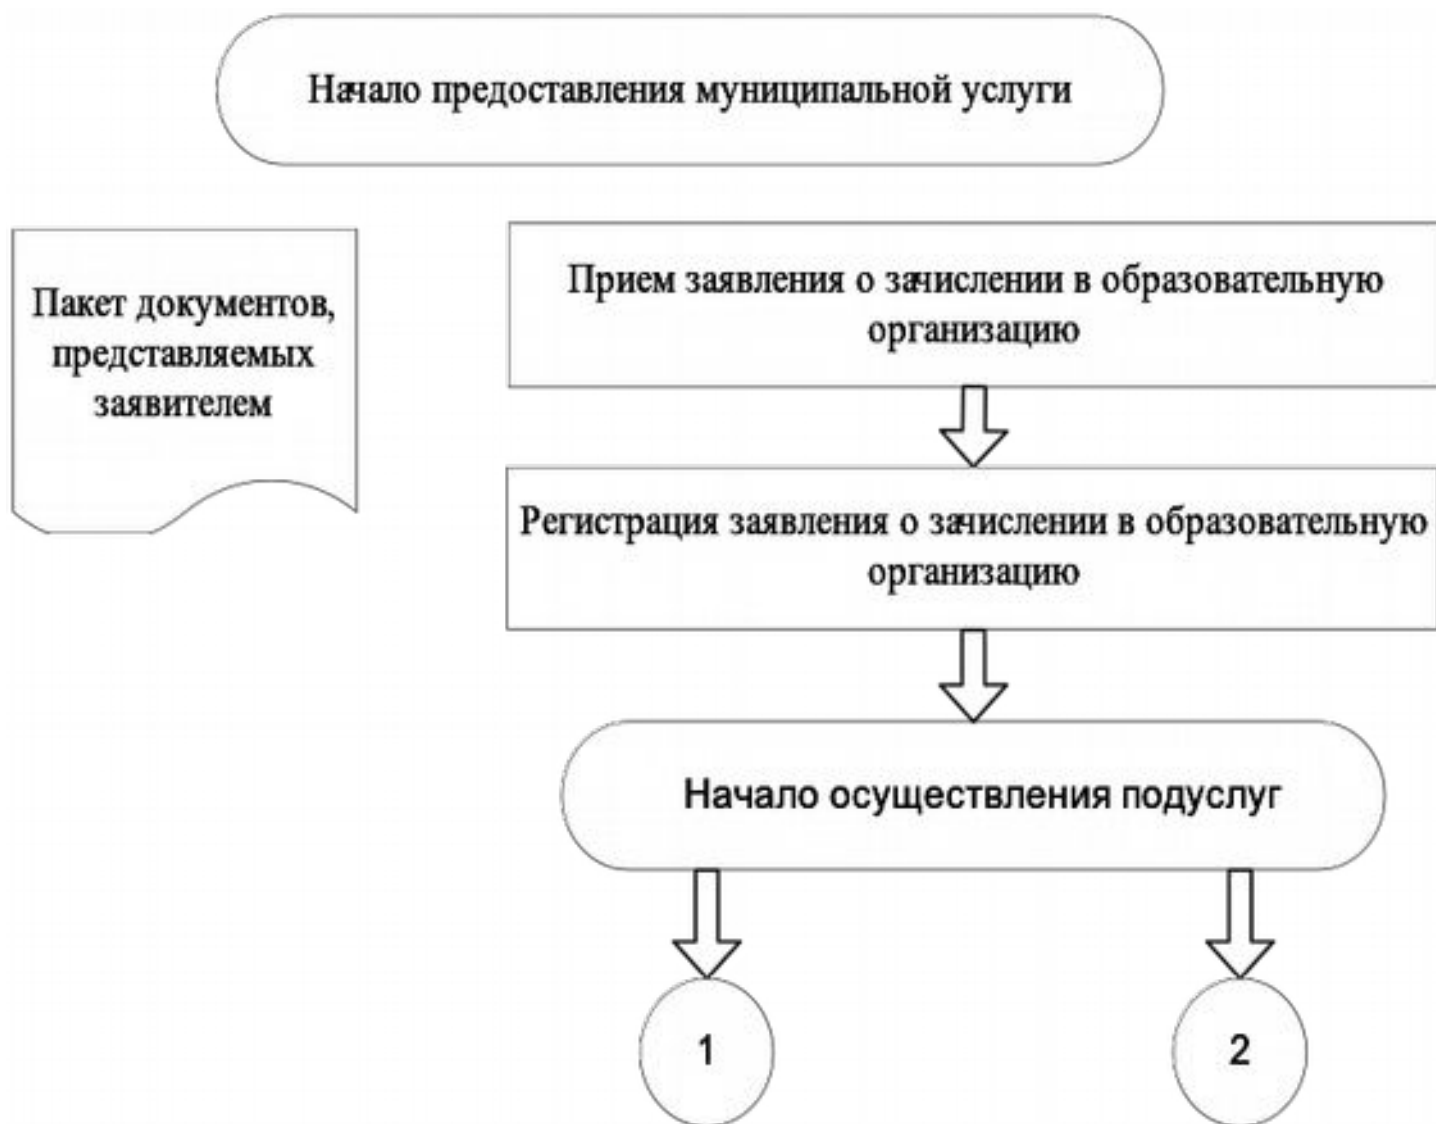 Начало предоставления муниципальной услуги
Пакет документов,
представляемых
заявителем
Прием заявления о зачислении в образовательную
организацию
Регистрация заявления о зачислении в образовательную
организацию
Начало осуществления подуслуг
1
2